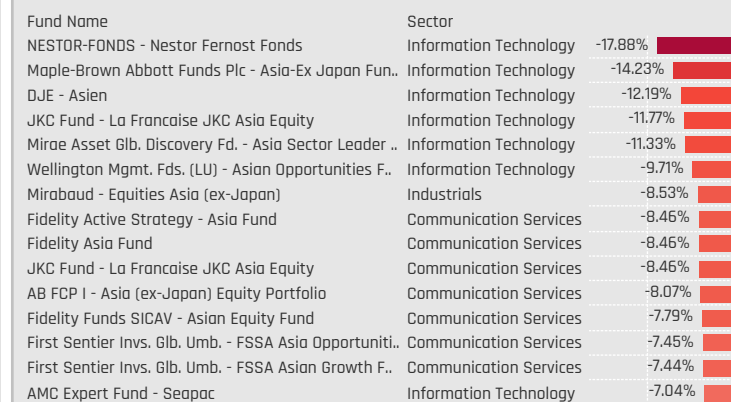 Fund Name Sector
NESTOR-FONDS - Nestor Fernost Fonds Information Technology -17.88%
Maple-Brown Abbott Funds Plc - Asia-Ex Japan Fun.. Information Technology -14.23%
DJE - Asien Information Technology -12.19%
JKC Fund - La Francaise JKC Asia Equity Information Technology -11.77%
Mirae Asset Glb. Discovery Fd. - Asia Sector Leader .. Information Technology -11.33%
Wellington Mgmt. Fds. (LU) - Asian Opportunities F.. Information Technology -9.71%
Mirabaud - Equities Asia (ex-Japan) Industrials -8.53%
Fidelity Active Strategy - Asia Fund Communication Services -8.46%
Fidelity Asia Fund Communication Services -8.46%
JKC Fund - La Francaise JKC Asia Equity Communication Services -8.46%
AB FCP I - Asia (ex-Japan) Equity Portfolio Communication Services -8.07%
Fidelity Funds SICAV - Asian Equity Fund Communication Services -7.79%
First Sentier Invs. Glb. Umb. - FSSA Asia Opportuniti.. Communication Services -7.45%
First Sentier Invs. Glb. Umb. - FSSA Asian Growth F.. Communication Services -7.44%
AMC Expert Fund - Seapac Information Technology -7.04%